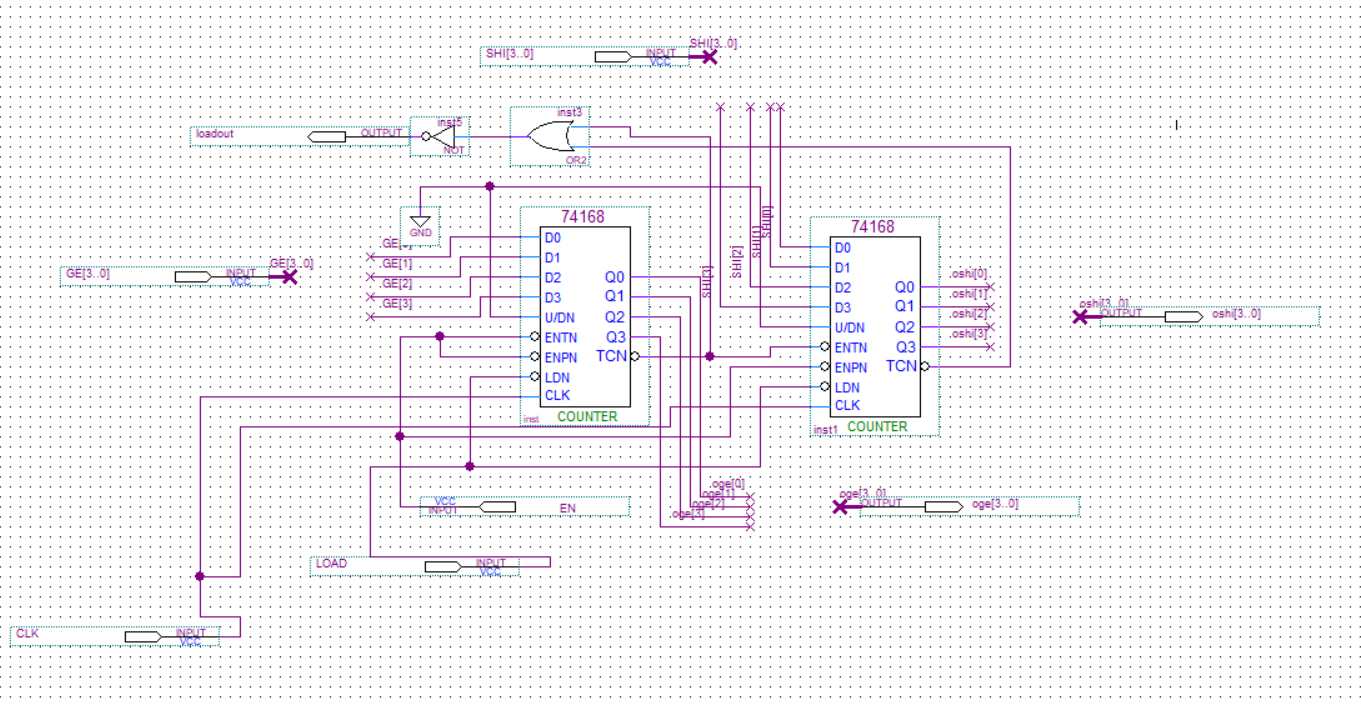 SHI[3..0]
INPUT
VCC
SHI[3..0]
loadout
OUTPUT
inst5
NOT
inst3
OR2
GND
GE[3..0]
INPUT
VCC
GE[3..0]
GE[1]
GE[2]
GE[3]
74168
D0
D1
D2
D3
U/DN
ENTN
ENPN
LDN
CLK
Q0
Q1
Q2
Q3
TCN
inst
COUNTER
SHI[3]
SHI[2]
SHI[1]
SHI[0]
74168
D0
D1
D2
D3
U/DN
ENTN
ENPN
LDN
CLK
Q0
Q1
Q2
Q3
TCN
inst1
COUNTER
oshi[0]
oshi[1]
oshi[2]
oshi[3]
oshi[3..0]
OUTPUT
oshi[3..0]
VCC
INPUT
EN
oge[0]
oge[1]
oge[2]
oge[3]
oge[3..0]
OUTPUT
oge[3..0]
LOAD
INPUT
VCC
CLK
INPUT
VCC